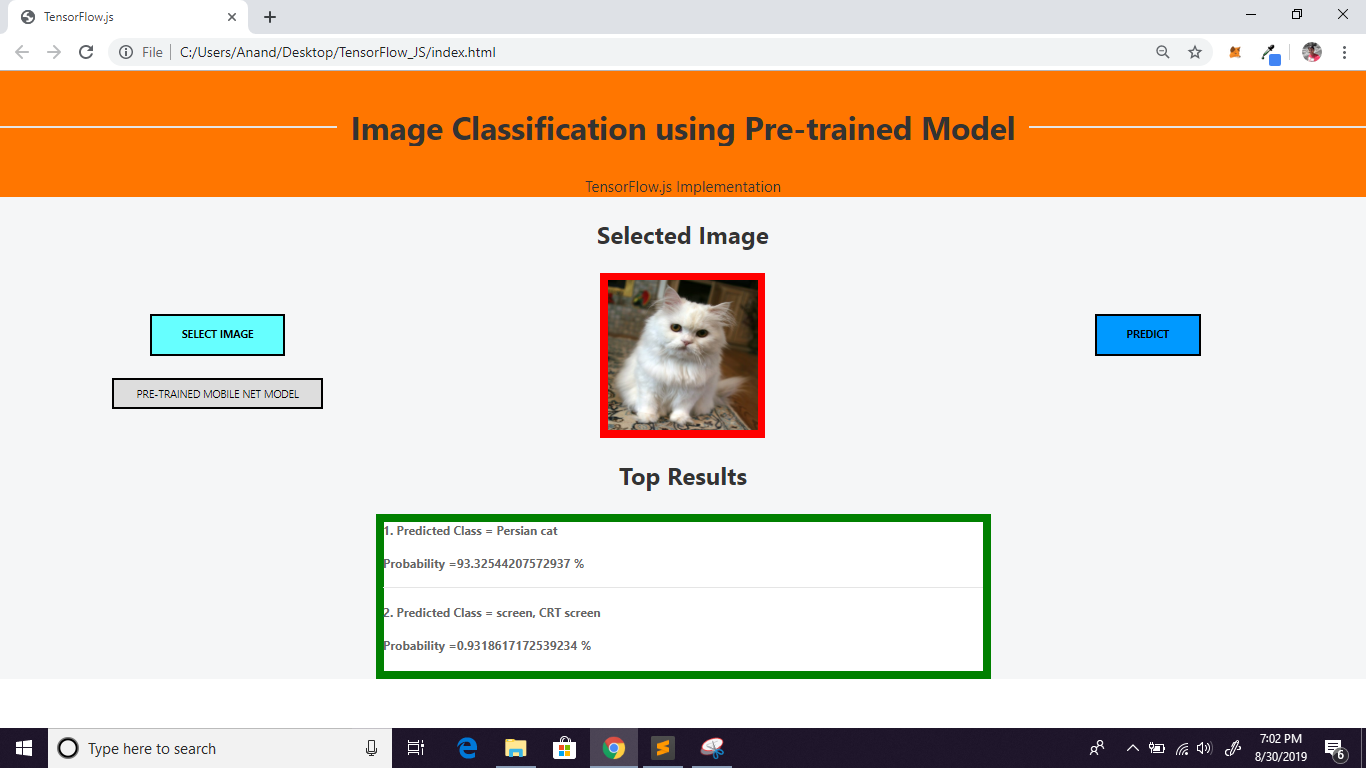 TensorFlow.js
File
C:/Users/Anand/Desktop/TensorFlow_JS/index.html
Image Classification using Pre-trained Model
TensorFlow.js Implementation
Selected Image
SELECT IMAGE
PREDICT
PRE-TRAINED MOBILE NET MODEL
Top Results
1. Predicted Class = Persian cat
Probability =93.32544207572937 %
2. Predicted Class = screen, CRT screen
Probability =0.9318617172539234 %
Type here to search
7:02 PM
8/30/2019
6